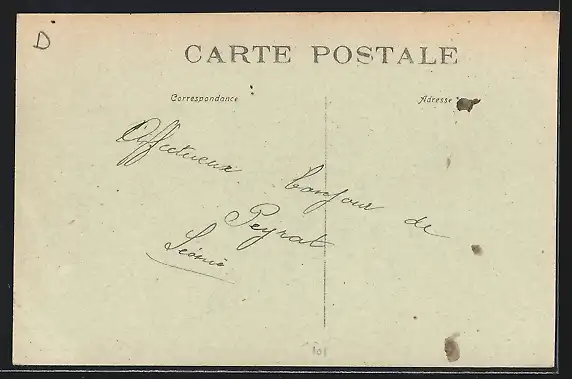 D
CARTE POSTALE
Correspondance
Adresse
Affectueux bonjour de
Peyrat
Léonie